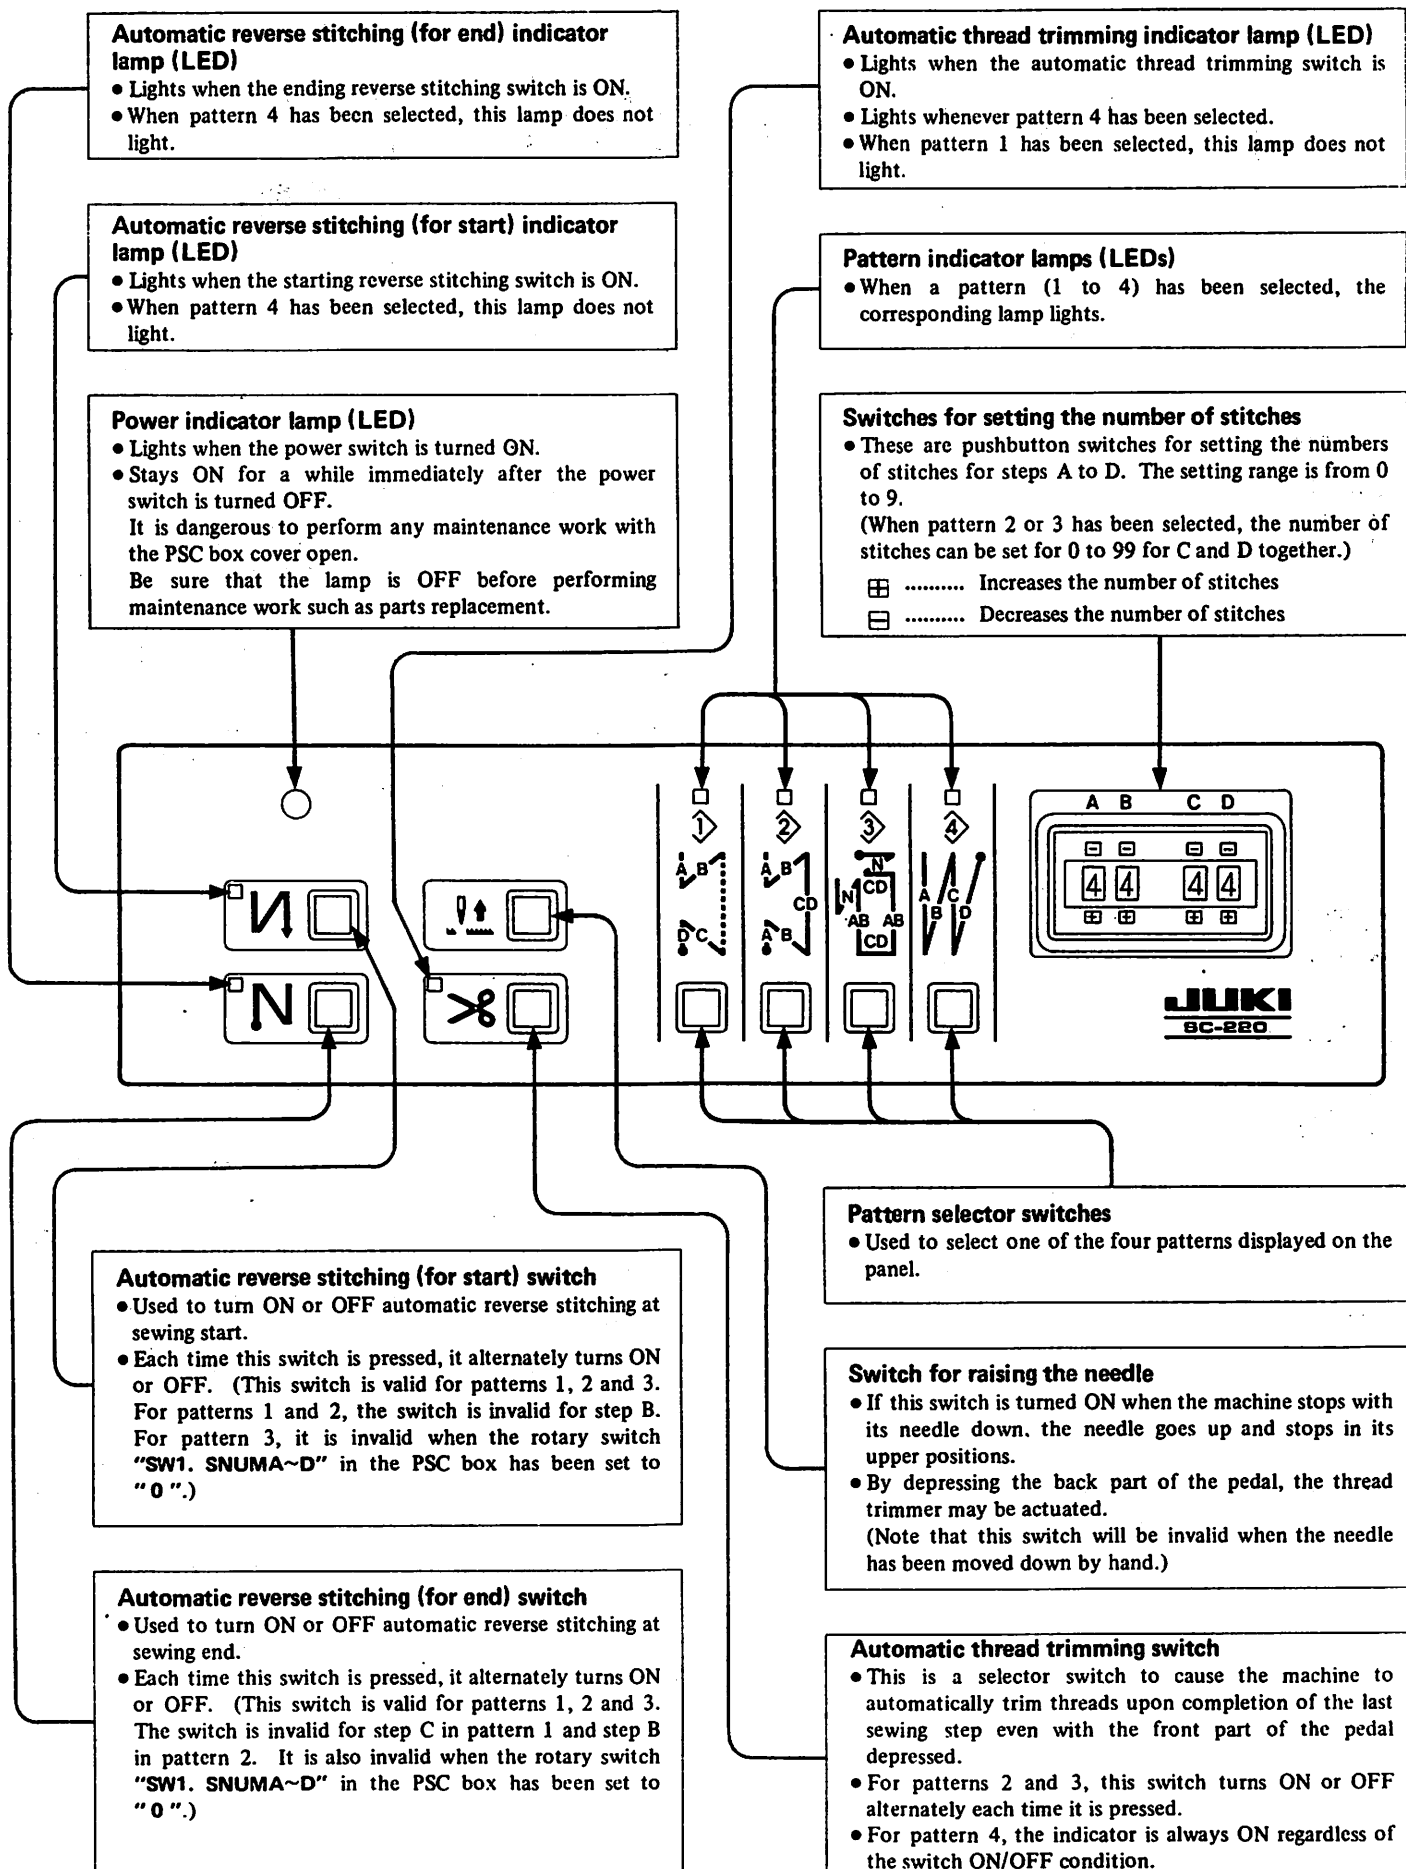 Automatic reverse stitching (for end) indicator
lamp (LED)
• Lights when the ending reverse stitching switch is ON.
• When pattern 4 has been selected, this lamp does not
light.
Automatic reverse stitching (for start) indicator
lamp (LED)
• Lights when the starting reverse stitching switch is ON.
• When pattern 4 has been selected, this lamp does not
light.
Power indicator lamp (LED)
• Lights when the power switch is turned ON.
• Stays ON for a while immediately after the power
switch is turned OFF.
It is dangerous to perform any maintenance work with
the PSC box cover open.
Be sure that the lamp is OFF before performing
maintenance work such as parts replacement.
Automatic thread trimming indicator lamp (LED)
• Lights when the automatic thread trimming switch is
ON.
• Lights whenever pattern 4 has been selected.
• When pattern 1 has been selected, this lamp does not
light.
Pattern indicator lamps (LEDs)
• When a pattern (1 to 4) has been selected, the
corresponding lamp lights.
Switches for setting the number of stitches
• These are pushbutton switches for setting the numbers
of stitches for steps A to D. The setting range is from 0
to 9.
(When pattern 2 or 3 has been selected, the number of
stitches can be set for 0 to 99 for C and D together.)
⊞ .......... Increases the number of stitches
⊟ .......... Decreases the number of stitches
1 2 3 4
A B
D C
A B
CD
A B
N
CD
N
AB AB
CD
A C
B D
A B C D
4 4 4 4
JUKI
SC-220
Automatic reverse stitching (for start) switch
• Used to turn ON or OFF automatic reverse stitching at
sewing start.
• Each time this switch is pressed, it alternately turns ON
or OFF. (This switch is valid for patterns 1, 2 and 3.
For patterns 1 and 2, the switch is invalid for step B.
For pattern 3, it is invalid when the rotary switch
"SW1. SNUMA~D" in the PSC box has been set to
"0".)
Automatic reverse stitching (for end) switch
• Used to turn ON or OFF automatic reverse stitching at
sewing end.
• Each time this switch is pressed, it alternately turns ON
or OFF. (This switch is valid for patterns 1, 2 and 3.
The switch is invalid for step C in pattern 1 and step B
in pattern 2. It is also invalid when the rotary switch
"SW1. SNUMA~D" in the PSC box has been set to
"0".)
Pattern selector switches
• Used to select one of the four patterns displayed on the
panel.
Switch for raising the needle
• If this switch is turned ON when the machine stops with
its needle down, the needle goes up and stops in its
upper positions.
• By depressing the back part of the pedal, the thread
trimmer may be actuated.
(Note that this switch will be invalid when the needle
has been moved down by hand.)
Automatic thread trimming switch
• This is a selector switch to cause the machine to
automatically trim threads upon completion of the last
sewing step even with the front part of the pedal
depressed.
• For patterns 2 and 3, this switch turns ON or OFF
alternately each time it is pressed.
• For pattern 4, the indicator is always ON regardless of
the switch ON/OFF condition.